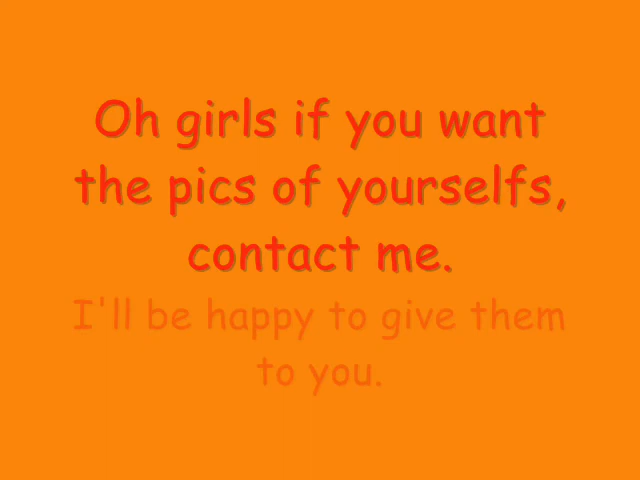 Oh girls if you want
the pics of yourselfs,
contact me.
I'll be happy to give them
to you.